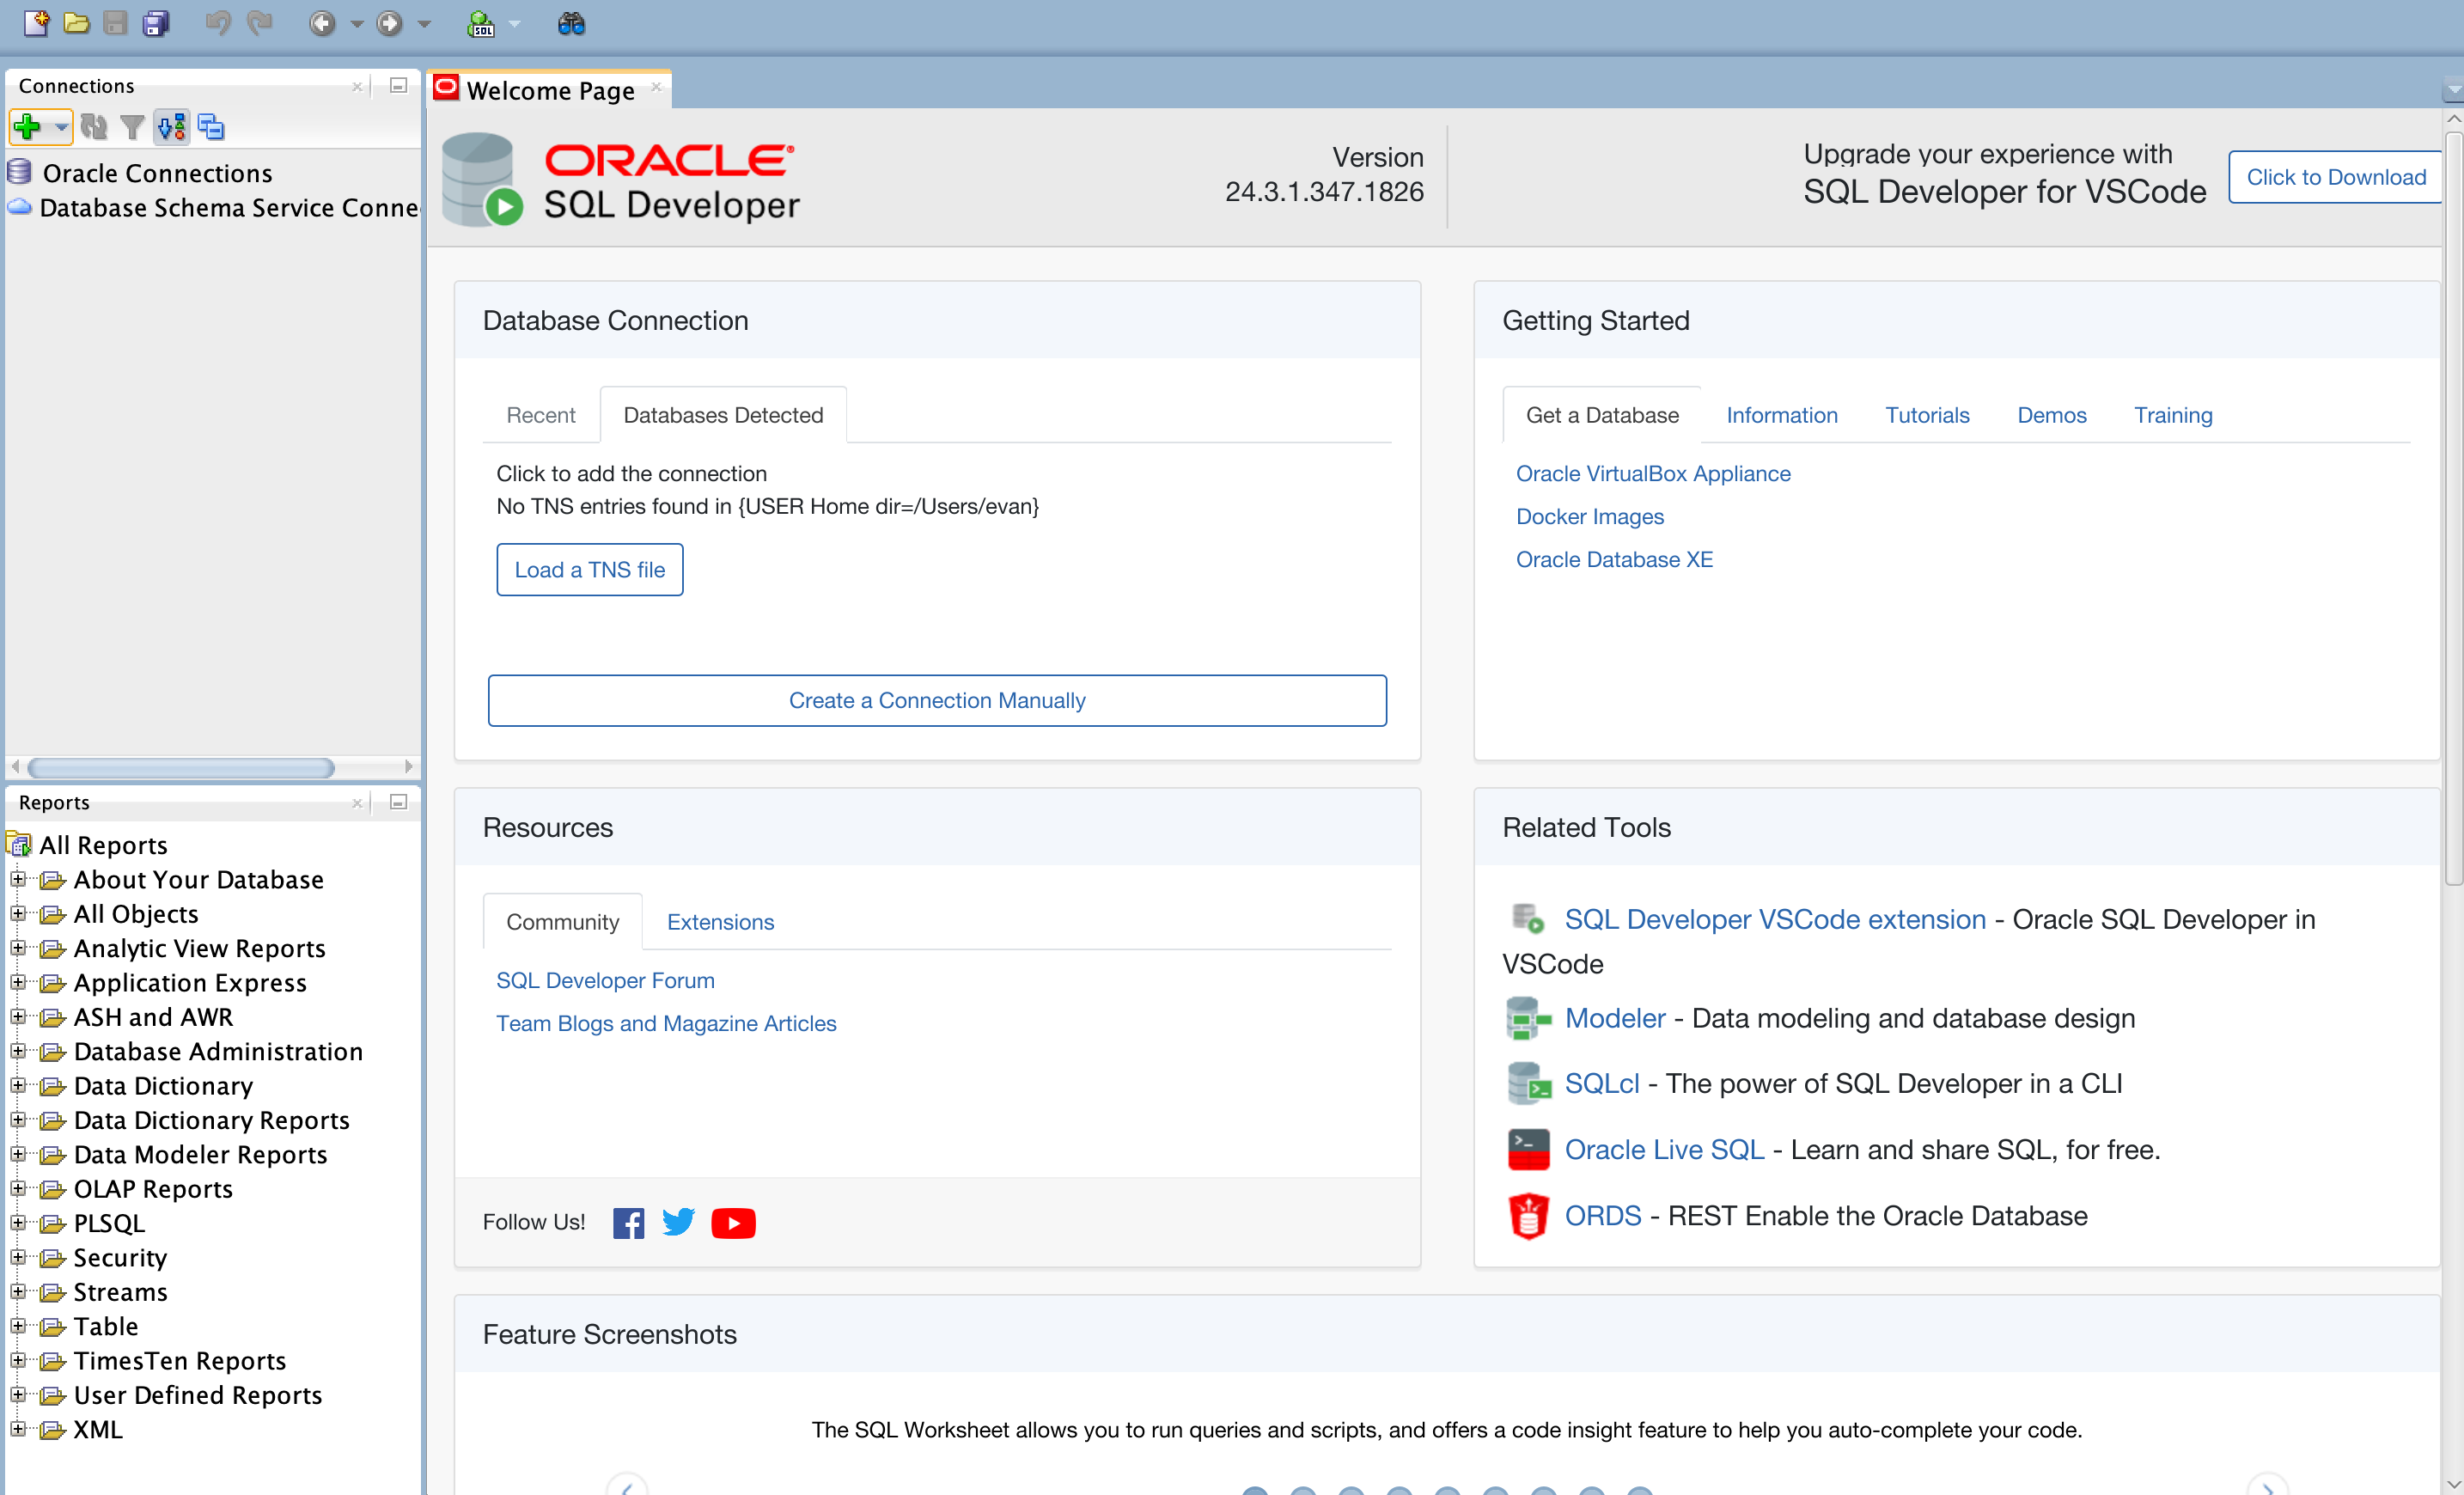 SQL
Connections
Oracle Connections
Database Schema Service Conne
Reports
All Reports
About Your Database
All Objects
Analytic View Reports
Application Express
ASH and AWR
Database Administration
Data Dictionary
Data Dictionary Reports
Data Modeler Reports
OLAP Reports
PLSQL
Security
Streams
Table
TimesTen Reports
User Defined Reports
XML
Welcome Page
ORACLE
SQL Developer
Version
24.3.1.347.1826
Upgrade your experience with
SQL Developer for VSCode
Click to Download
Database Connection
Recent Databases Detected
Click to add the connection
No TNS entries found in {USER Home dir=/Users/evan}
Load a TNS file
Create a Connection Manually
Getting Started
Get a Database Information Tutorials Demos Training
Oracle VirtualBox Appliance
Docker Images
Oracle Database XE
Resources
Community Extensions
SQL Developer Forum
Team Blogs and Magazine Articles
Follow Us!
Related Tools
SQL Developer VSCode extension - Oracle SQL Developer in
VSCode
Modeler - Data modeling and database design
SQLcl - The power of SQL Developer in a CLI
Oracle Live SQL - Learn and share SQL, for free.
ORDS - REST Enable the Oracle Database
Feature Screenshots
The SQL Worksheet allows you to run queries and scripts, and offers a code insight feature to help you auto-complete your code.